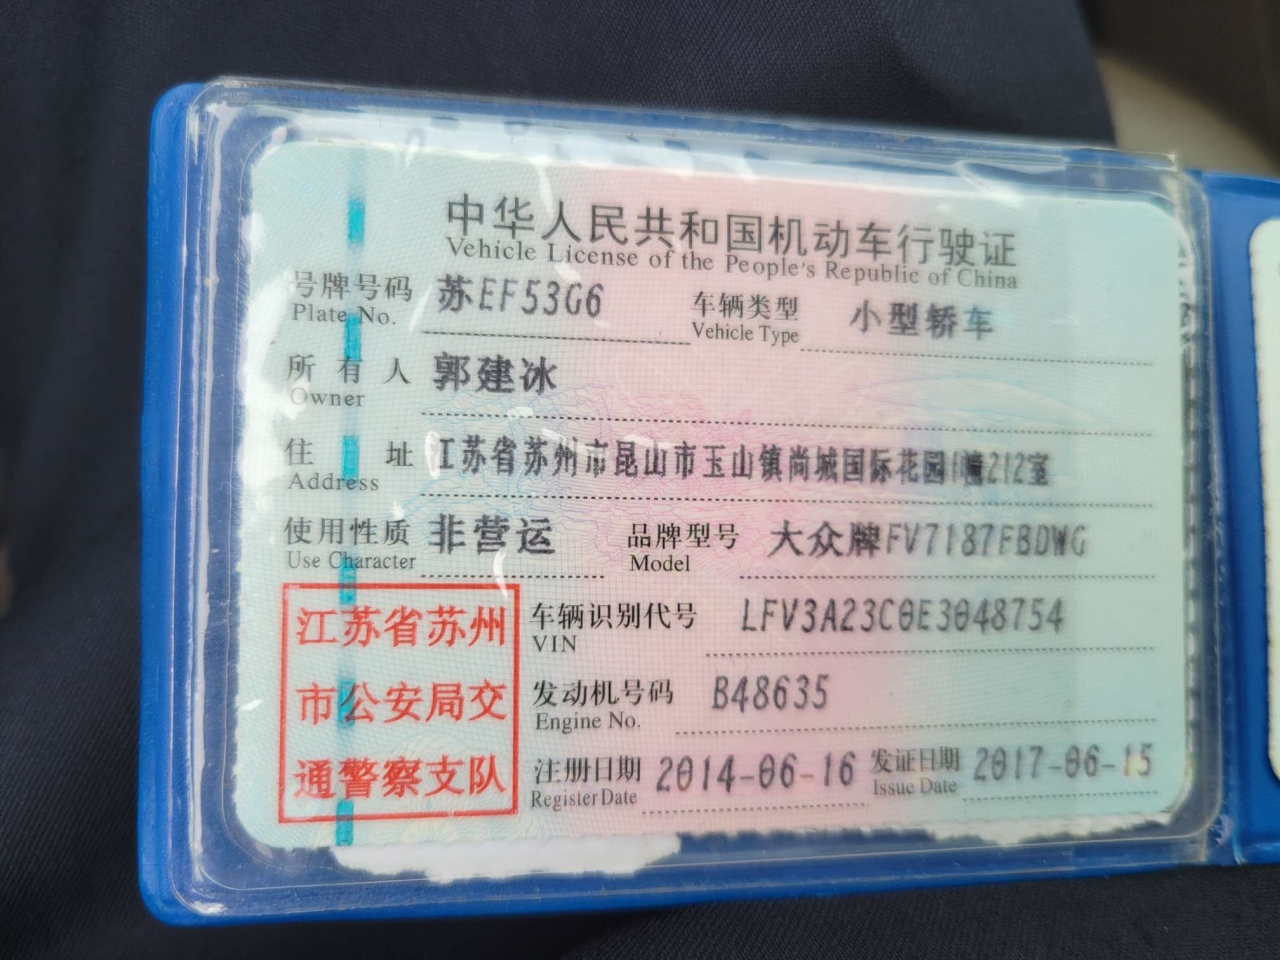 中华人民共和国机动车行驶证
Vehicle License of the People's Republic of China
号牌号码 苏EF53G6 车辆类型 小型轿车
Plate No. Vehicle Type
所有人 郭建冰
Owner
住址 江苏省苏州市昆山市玉山镇尚城国际花园1幢212室
Address
使用性质 非营运 品牌型号 大众牌FV7187FBDWG
Use Character Model
江苏省苏州
市公安局交
通警察支队
车辆识别代号 LFV3A23C0E3048754
VIN
发动机号码 B48635
Engine No.
注册日期 2014-06-16 发证日期 2017-06-15
Register Date Issue Date